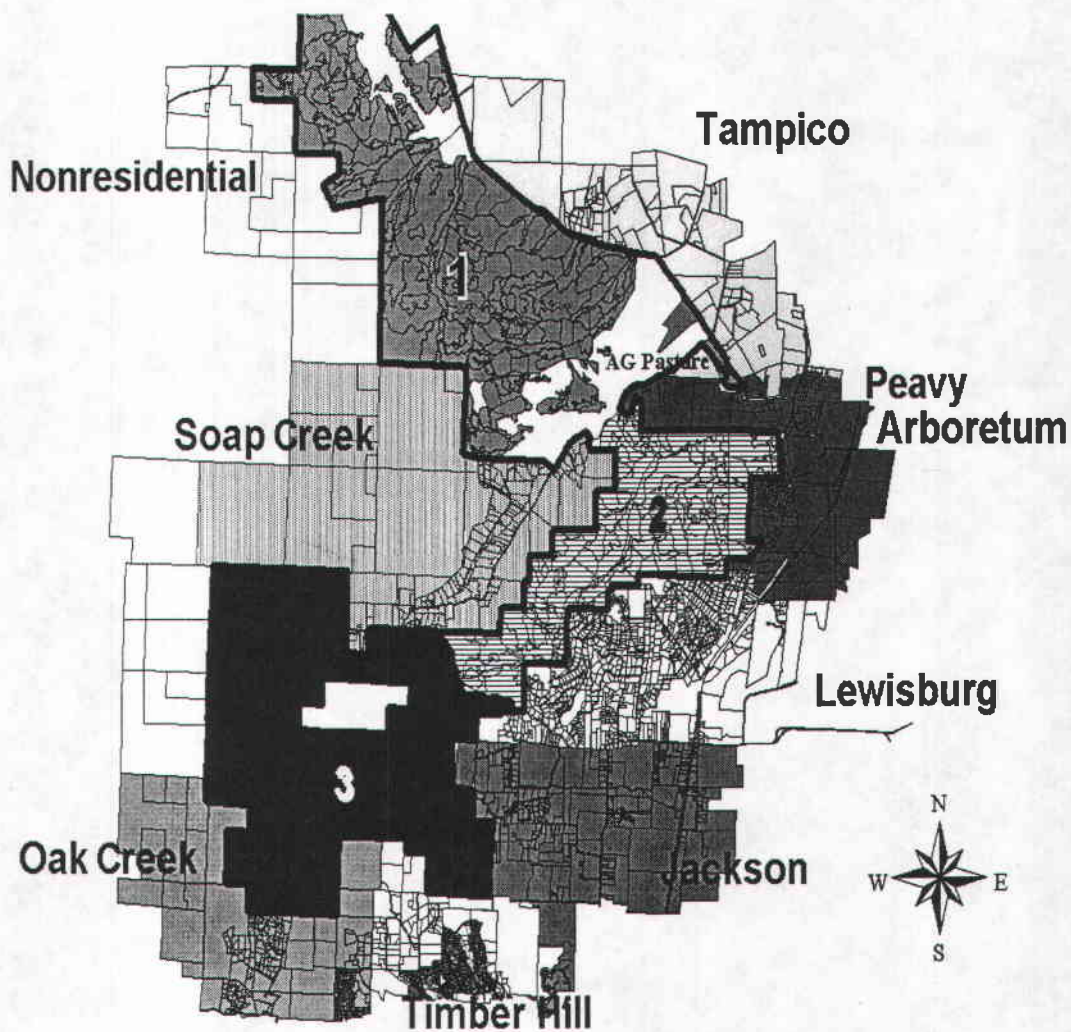 Tampico
Nonresidential
1
AG Pasture
Peavy
Arboretum
Soap Creek
2
Lewisburg
3
N
Oak Creek
Jackson
W
E
S
Timber Hill